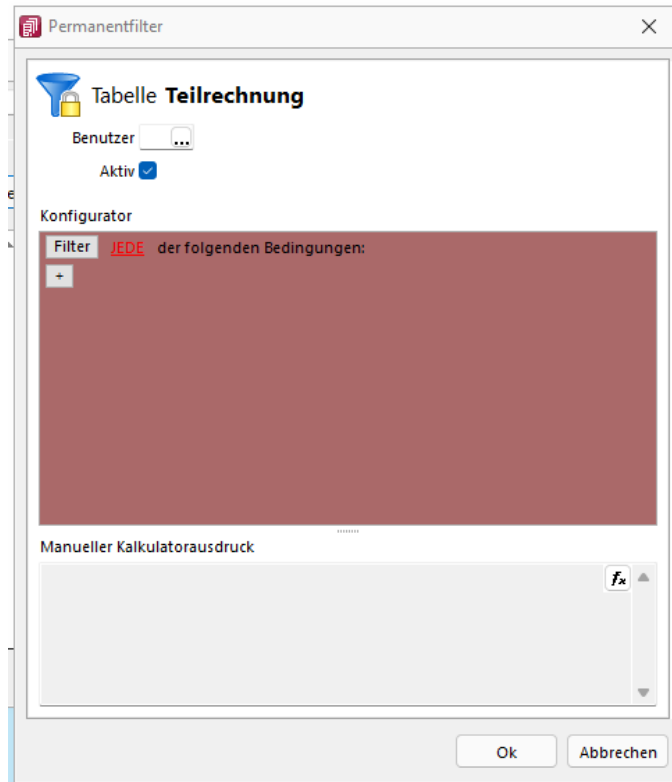 Permanentfilter
Tabelle Teilrechnung
Benutzer ...
Aktiv
Konfigurator
Filter JEDE der folgenden Bedingungen:
+
Manueller Kalkulatorausdruck
fx
Ok Abbrechen